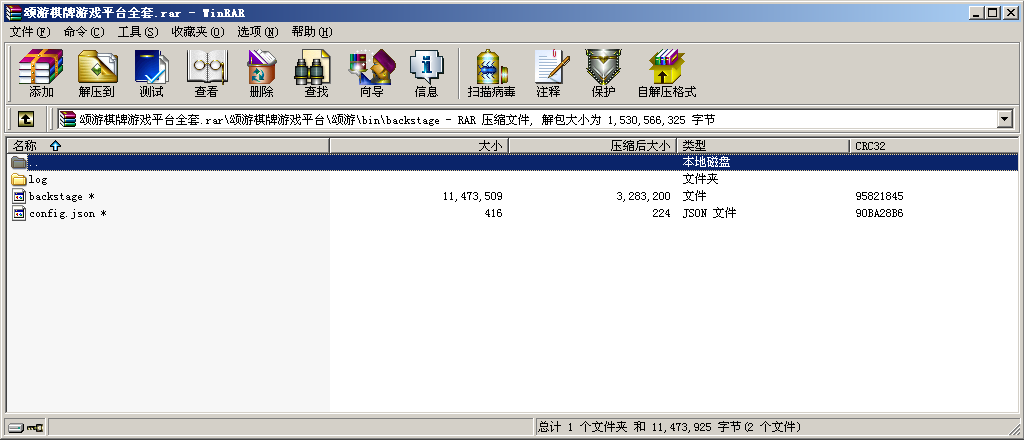 颂游棋牌游戏平台全套.rar - WinRAR
文件(F) 命令(C) 工具(S) 收藏夹(O) 选项(N) 帮助(H)
添加 解压到 测试 查看 删除 查找 向导 信息 扫描病毒 注释 保护 自解压格式
颂游棋牌游戏平台全套.rar\颂游棋牌游戏平台\颂游\bin\backstage - RAR 压缩文件, 解包大小为 1,530,566,325 字节
名称 大小 压缩后大小 类型 CRC32
.. 本地磁盘
log 文件夹
backstage * 11,473,509 3,283,200 文件 95821845
config.json * 416 224 JSON 文件 90BA28B6
总计 1 个文件夹 和 11,473,925 字节(2 个文件)